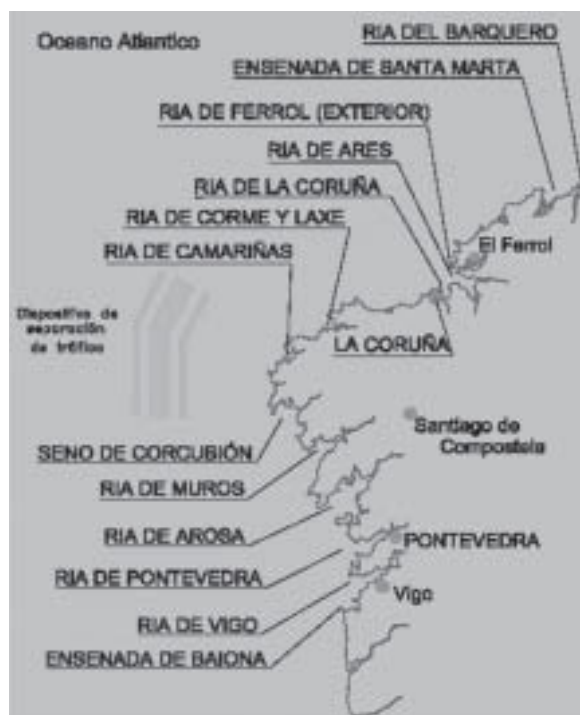 Oceano Atlantico
RIA DEL BARQUERO
ENSENADA DE SANTA MARTA
RIA DE FERROL (EXTERIOR)
RIA DE ARES
RIA DE LA CORUÑA
RIA DE CORME Y LAXE
RIA DE CAMARIÑAS
El Ferrol
Dispositivo de
separación
de tráfico
LA CORUÑA
Santiago de
Compostela
SENO DE CORCUBIÓN
RIA DE MUROS
RIA DE AROSA
PONTEVEDRA
RIA DE PONTEVEDRA
Vigo
RIA DE VIGO
ENSENADA DE BAIONA